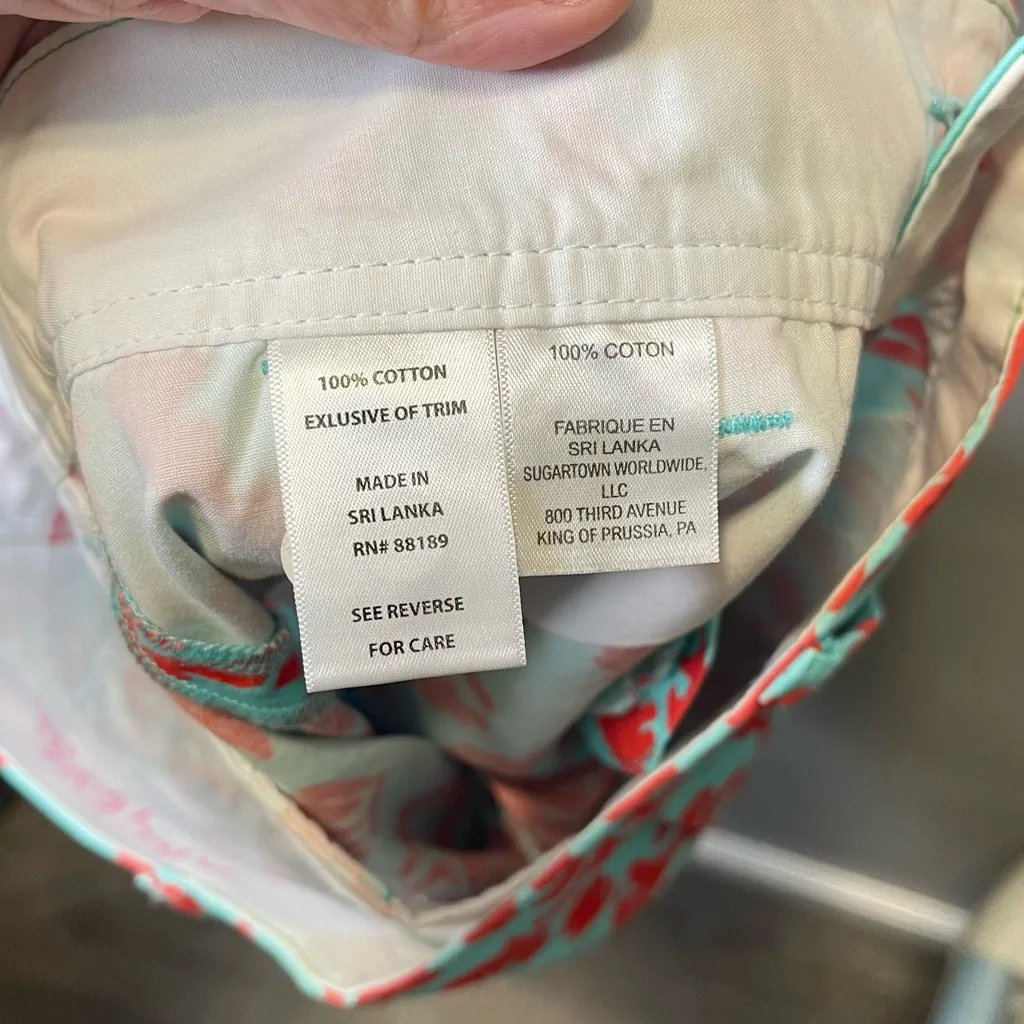 100% COTTON
EXLUSIVE OF TRIM
MADE IN
SRI LANKA
RN# 88189
SEE REVERSE
FOR CARE
100% COTON
FABRIQUE EN
SRI LANKA
SUGARTOWN WORLDWIDE,
LLC
800 THIRD AVENUE
KING OF PRUSSIA, PA